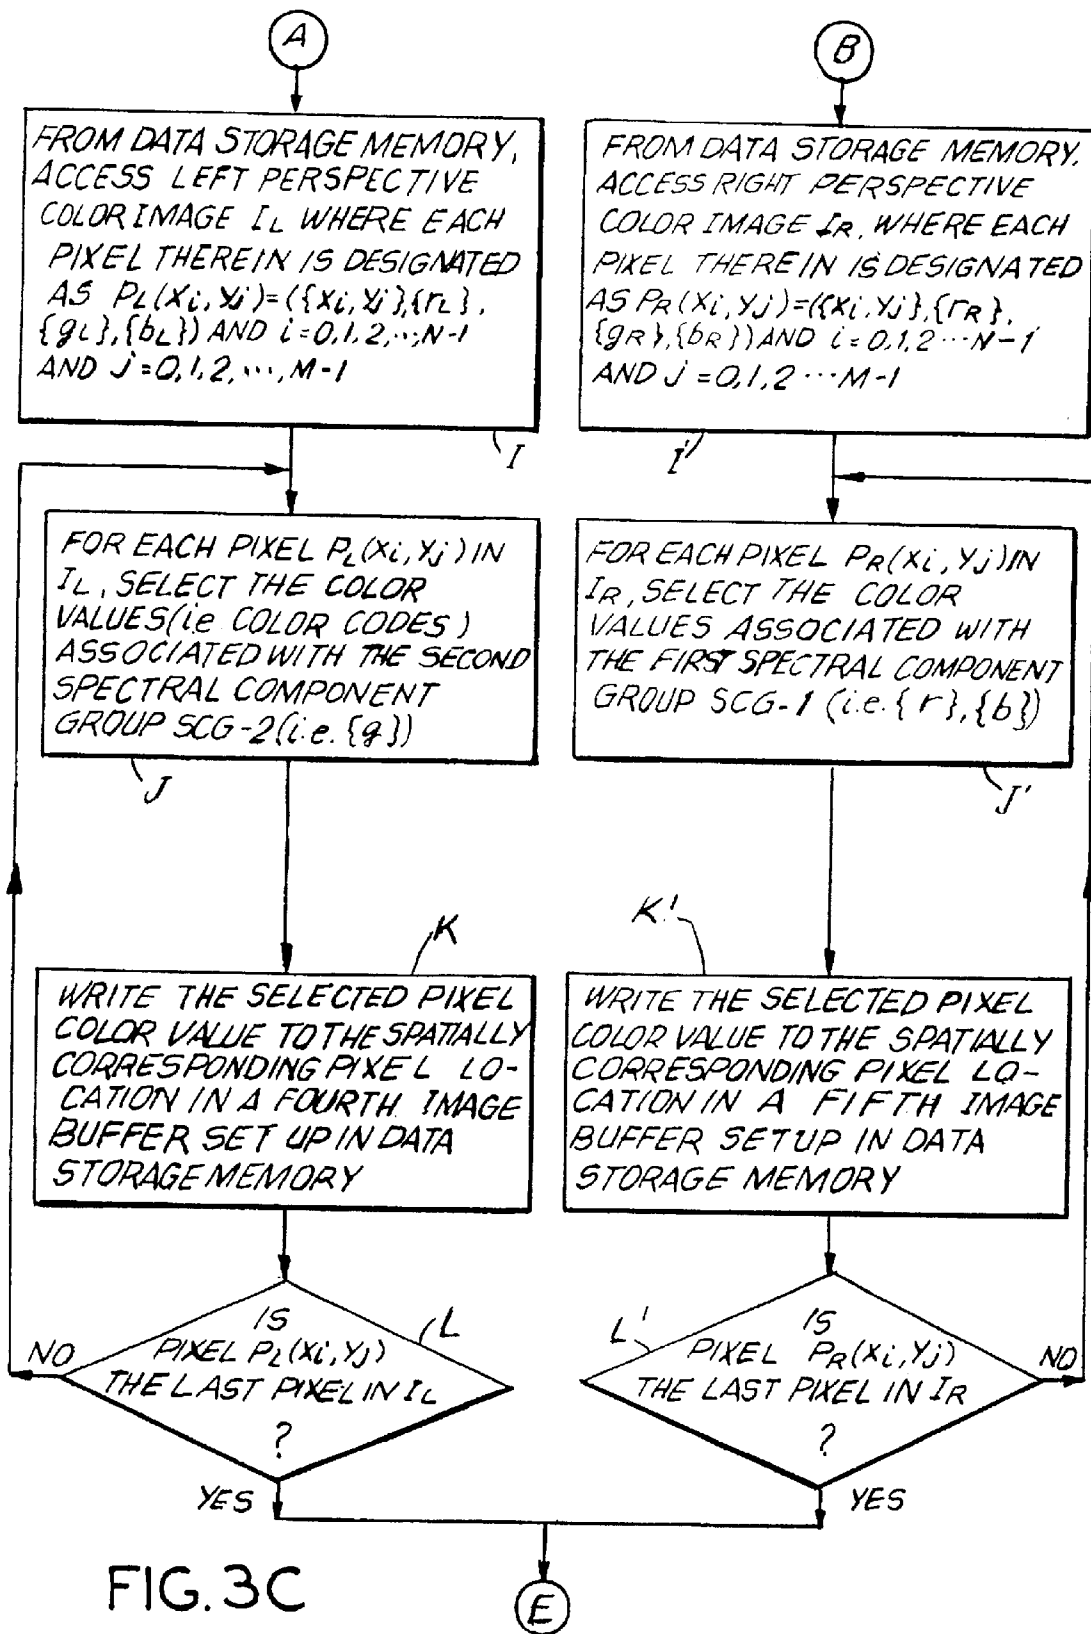 A
FROM DATA STORAGE MEMORY,
ACCESS LEFT PERSPECTIVE
COLOR IMAGE IL WHERE EACH
PIXEL THEREIN IS DESIGNATED
AS PL(Xi, Yj)=({Xi, Yj},{rL},
{gL},{bL}) AND i=0,1,2,...,N-1
AND j=0,1,2,...,M-1
I
FOR EACH PIXEL PL(Xi, Yj) IN
IL, SELECT THE COLOR
VALUES(i.e COLOR CODES)
ASSOCIATED WITH THE SECOND
SPECTRAL COMPONENT
GROUP SCG-2(i.e.{g})
J
K
WRITE THE SELECTED PIXEL
COLOR VALUE TO THE SPATIALLY
CORRESPONDING PIXEL LO-
CATION IN A FOURTH IMAGE
BUFFER SET UP IN DATA
STORAGE MEMORY
L
IS
PIXEL PL(Xi,Yj)
THE LAST PIXEL IN IL
?
NO
YES
B
FROM DATA STORAGE MEMORY,
ACCESS RIGHT PERSPECTIVE
COLOR IMAGE IR, WHERE EACH
PIXEL THEREIN IS DESIGNATED
AS PR(Xi, Yj)=({Xi, Yj},{rR},
{gR},{bR}) AND i=0,1,2...N-1
AND j=0,1,2...M-1
I'
FOR EACH PIXEL PR(Xi, Yj) IN
IR, SELECT THE COLOR
VALUES ASSOCIATED WITH
THE FIRST SPECTRAL COMPONENT
GROUP SCG-1 (i.e.{r},{b})
J'
K'
WRITE THE SELECTED PIXEL
COLOR VALUE TO THE SPATIALLY
CORRESPONDING PIXEL LO-
CATION IN A FIFTH IMAGE
BUFFER SET UP IN DATA
STORAGE MEMORY
L'
IS
PIXEL PR(Xi,Yj)
THE LAST PIXEL IN IR
?
NO
YES
E
FIG. 3C